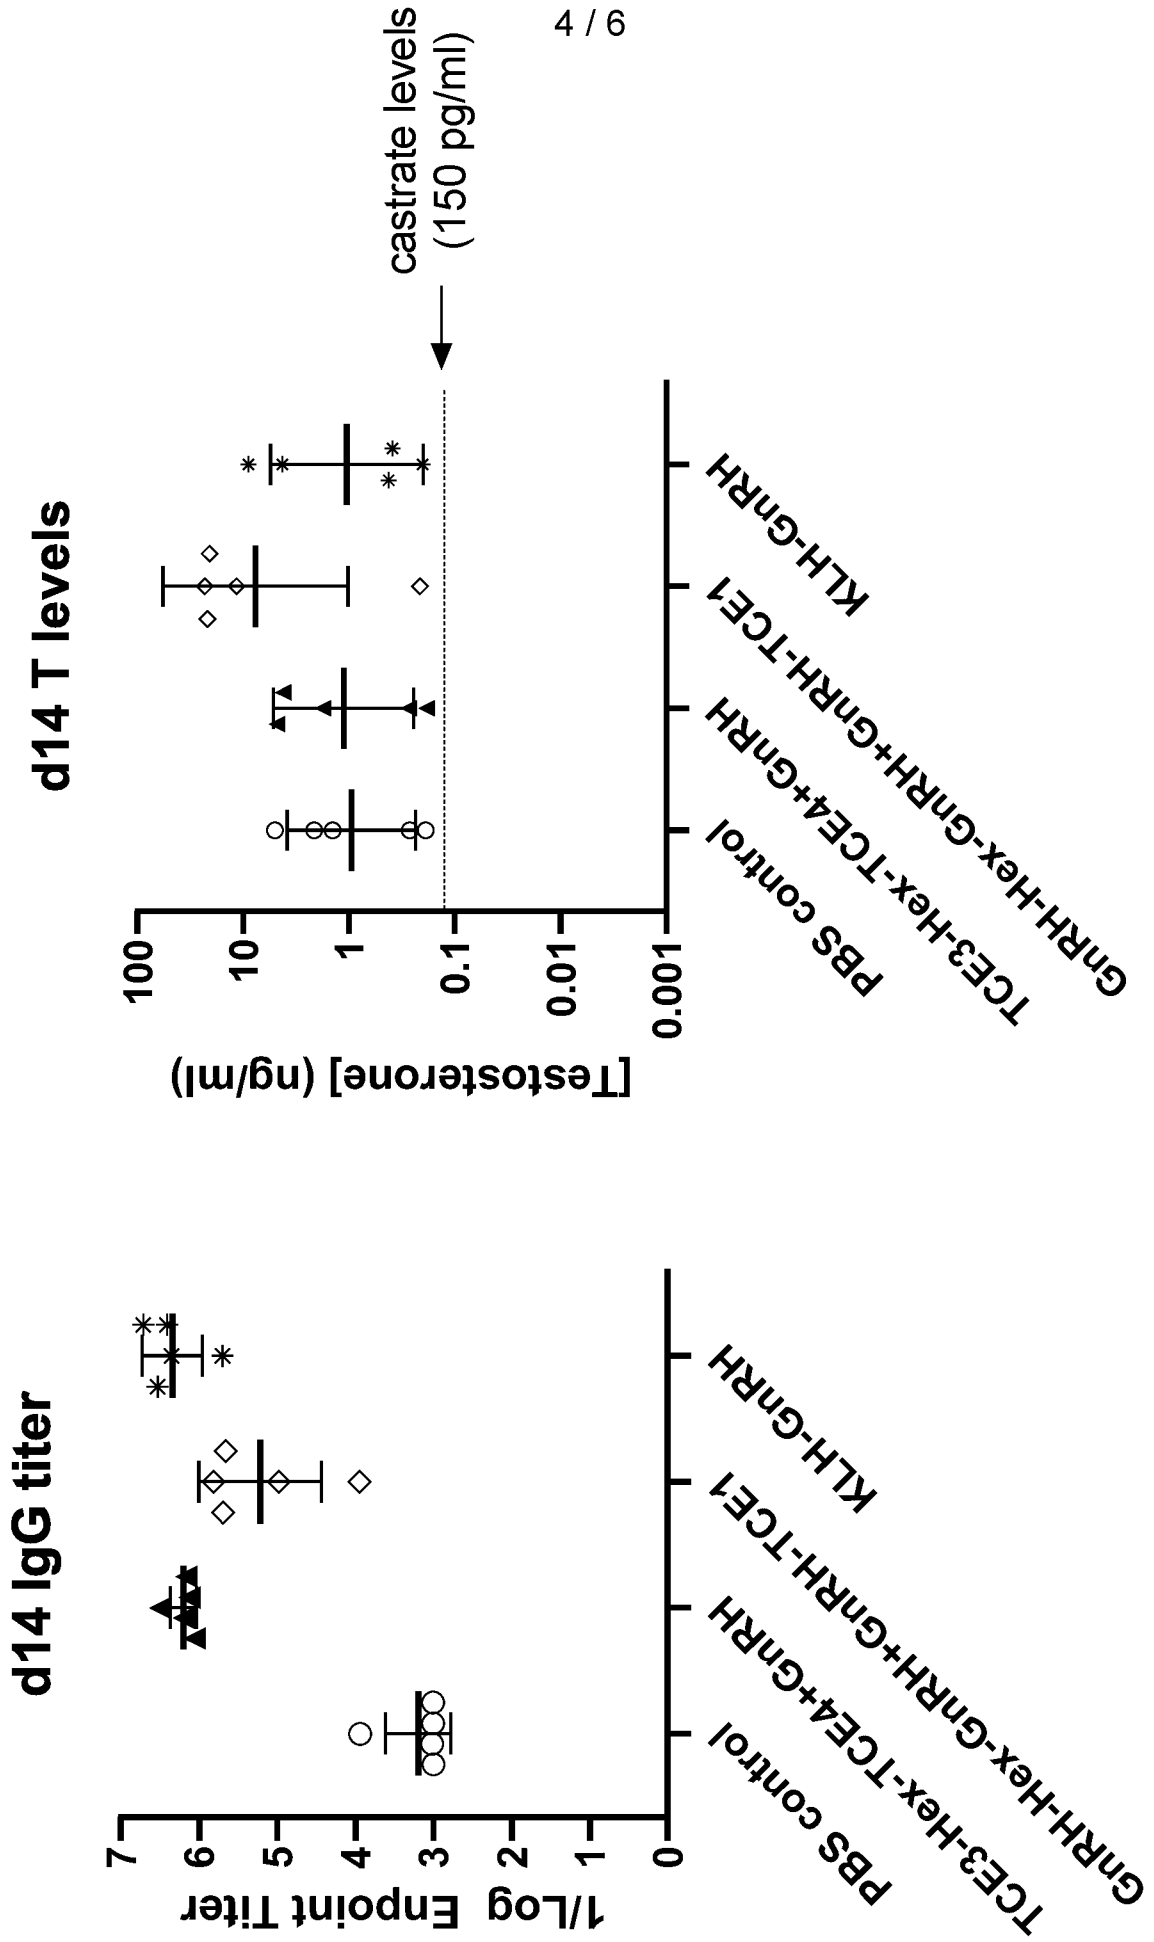 4 / 6
d14 IgG titer
1/Log Enpoint Titer
7
6
5
4
3
2
1
0
PBS control
TCE3-Hex-TCE4+GnRH
GnRH-Hex-GnRH+GnRH-TCE1
KLH-GnRH
d14 T levels
[Testosterone] (ng/ml)
100
10
1
0.1
0.01
0.001
PBS control
TCE3-Hex-TCE4+GnRH
GnRH-Hex-GnRH+GnRH-TCE1
KLH-GnRH
castrate levels
(150 pg/ml)